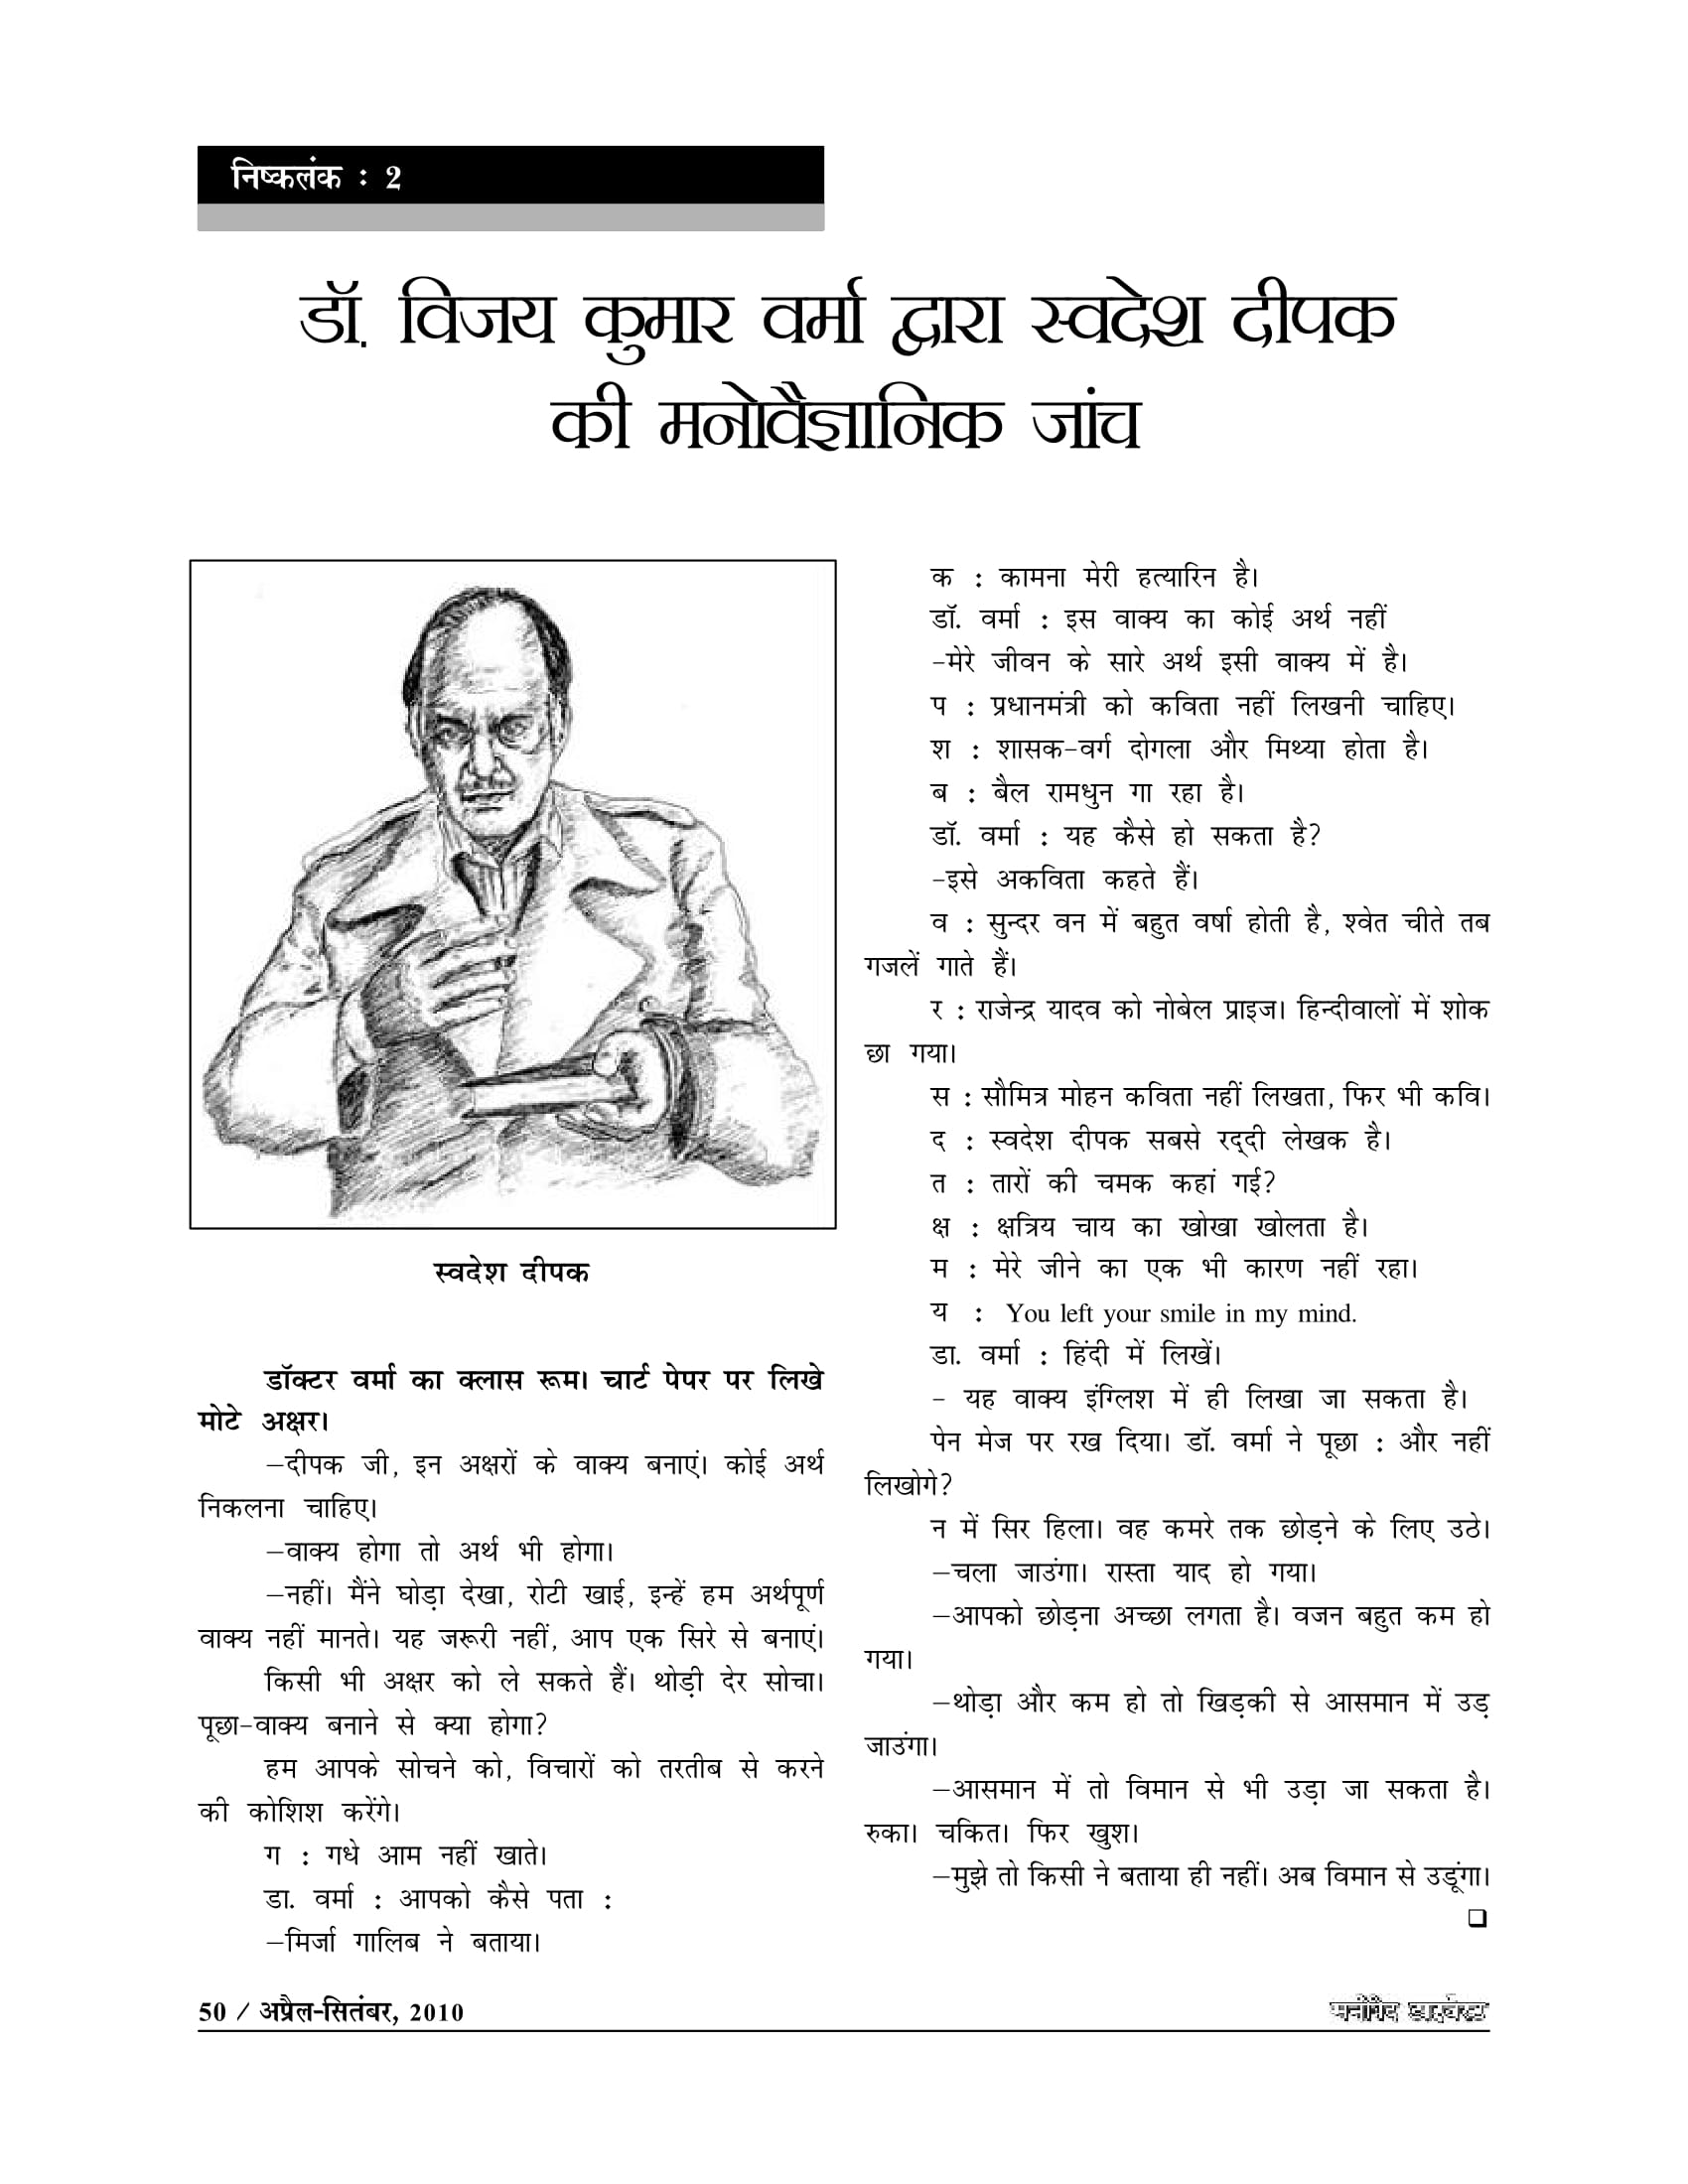 निष्कलंक : 2
डॉ. विजय कुमार वर्मा द्वारा स्वदेश दीपक
की मनोवैज्ञानिक जांच
स्वदेश दीपक
डॉक्टर वर्मा का क्लास रूम। चार्ट पेपर पर लिखे
मोटे अक्षर।
–दीपक जी, इन अक्षरों के वाक्य बनाएं। कोई अर्थ
निकलना चाहिए।
–वाक्य होगा तो अर्थ भी होगा।
–नहीं। मैंने घोड़ा देखा, रोटी खाई, इन्हें हम अर्थपूर्ण
वाक्य नहीं मानते। यह जरूरी नहीं, आप एक सिरे से बनाएं।
किसी भी अक्षर को ले सकते हैं। थोड़ी देर सोचा।
पूछा-वाक्य बनाने से क्या होगा?
हम आपके सोचने को, विचारों को तरतीब से करने
की कोशिश करेंगे।
ग : गधे आम नहीं खाते।
डा. वर्मा : आपको कैसे पता :
–मिर्जा गालिब ने बताया।
क : कामना मेरी हत्यारिन है।
डॉ. वर्मा : इस वाक्य का कोई अर्थ नहीं
-मेरे जीवन के सारे अर्थ इसी वाक्य में है।
प : प्रधानमंत्री को कविता नहीं लिखनी चाहिए।
श : शासक-वर्ग दोगला और मिथ्या होता है।
ब : बैल रामधुन गा रहा है।
डॉ. वर्मा : यह कैसे हो सकता है?
-इसे अकविता कहते हैं।
व : सुन्दर वन में बहुत वर्षा होती है, श्वेत चीते तब
गजलें गाते हैं।
र : राजेन्द्र यादव को नोबेल प्राइज। हिन्दीवालों में शोक
छा गया।
स : सौमित्र मोहन कविता नहीं लिखता, फिर भी कवि।
द : स्वदेश दीपक सबसे रद्‌दी लेखक है।
त : तारों की चमक कहां गई?
क्ष : क्षत्रिय चाय का खोखा खोलता है।
म : मेरे जीने का एक भी कारण नहीं रहा।
य : You left your smile in my mind.
डा. वर्मा : हिंदी में लिखें।
- यह वाक्य इंग्लिश में ही लिखा जा सकता है।
पेन मेज पर रख दिया। डॉ. वर्मा ने पूछा : और नहीं
लिखोगे?
न में सिर हिला। वह कमरे तक छोड़ने के लिए उठे।
–चला जाउंगा। रास्ता याद हो गया।
–आपको छोड़ना अच्छा लगता है। वजन बहुत कम हो
गया।
–थोड़ा और कम हो तो खिड़की से आसमान में उड़
जाउंगा।
–आसमान में तो विमान से भी उड़ा जा सकता है।
रुका। चकित। फिर खुश।
–मुझे तो किसी ने बताया ही नहीं। अब विमान से उडूंगा।
50 / अप्रैल-सितंबर, 2010